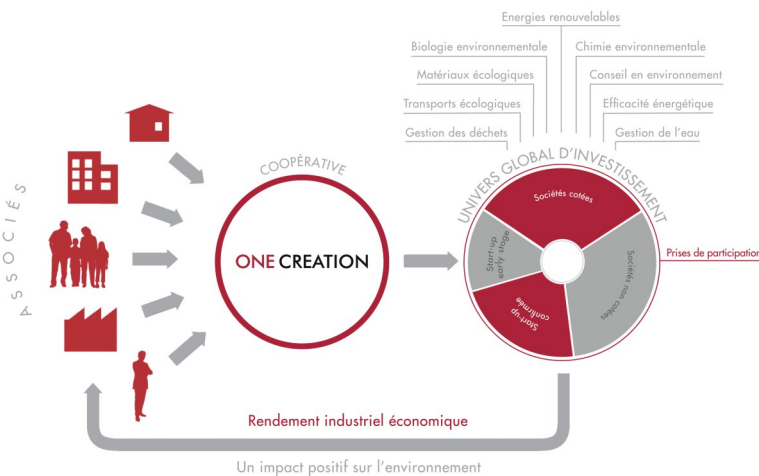 Energies renouvelables
Biologie environnementale
Chimie environnementale
Matériaux écologiques
Conseil en environnement
Transports écologiques
Efficacité énergétique
Gestion des déchets
Gestion de l'eau
ASSOCIÉS
COOPÉRATIVE
ONE CREATION
UNIVERS GLOBAL D'INVESTISSEMENT
Sociétés cotées
Start-up
early stage
Sociétés non cotées
Start-up
confirmée
Prises de participation
Rendement industriel économique
Un impact positif sur l'environnement